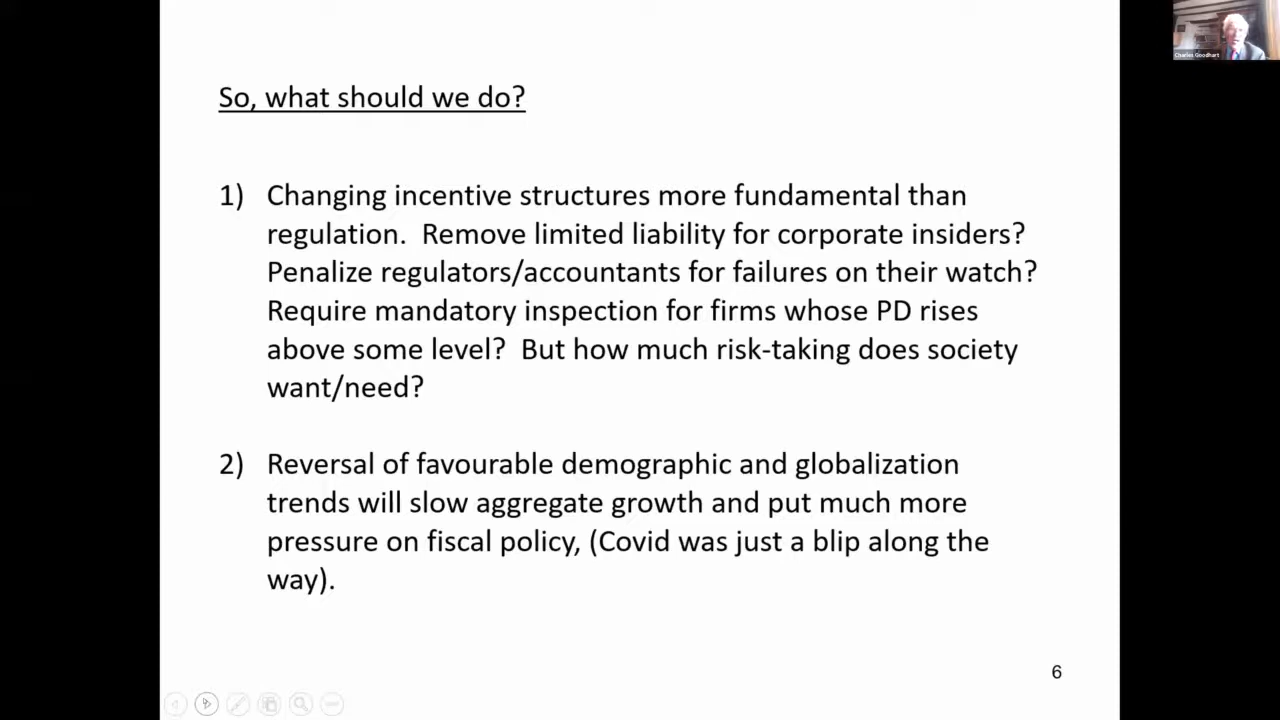 Charles Goodhart
So, what should we do?
1) Changing incentive structures more fundamental than
regulation. Remove limited liability for corporate insiders?
Penalize regulators/accountants for failures on their watch?
Require mandatory inspection for firms whose PD rises
above some level? But how much risk-taking does society
want/need?
2) Reversal of favourable demographic and globalization
trends will slow aggregate growth and put much more
pressure on fiscal policy, (Covid was just a blip along the
way).
6